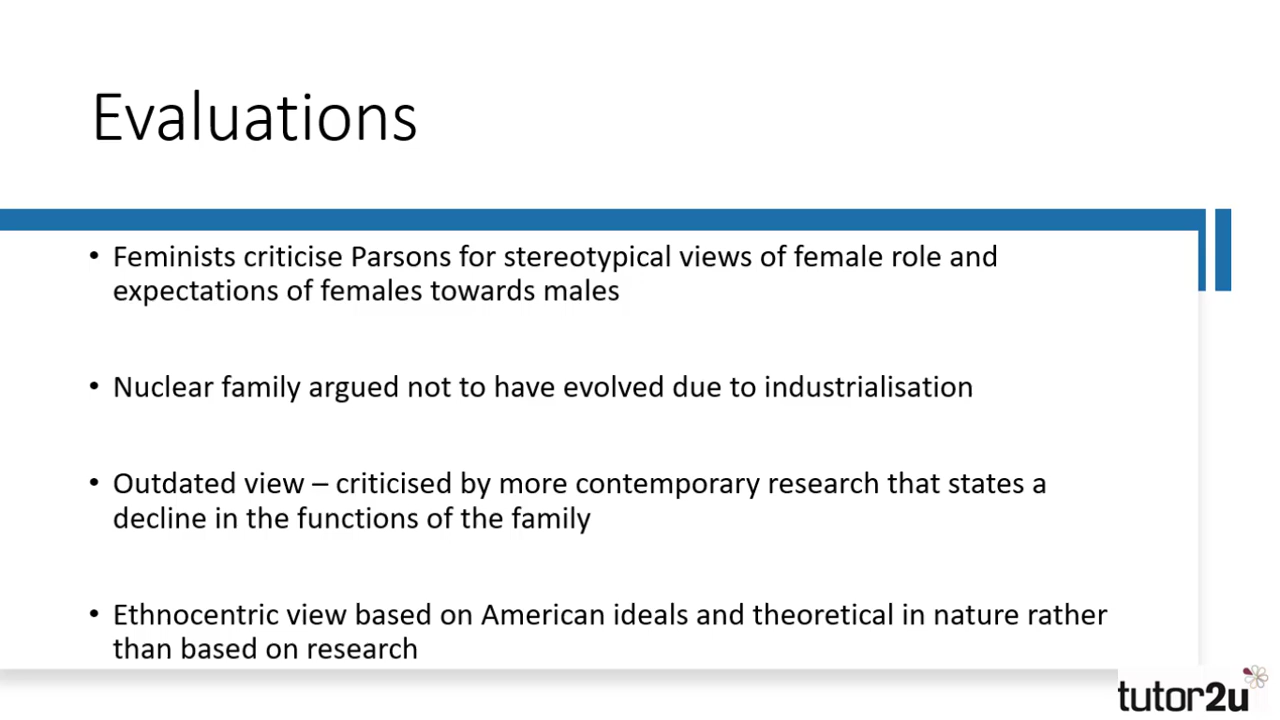 Evaluations
• Feminists criticise Parsons for stereotypical views of female role and
expectations of females towards males
• Nuclear family argued not to have evolved due to industrialisation
• Outdated view – criticised by more contemporary research that states a
decline in the functions of the family
• Ethnocentric view based on American ideals and theoretical in nature rather
than based on research
tutor2u